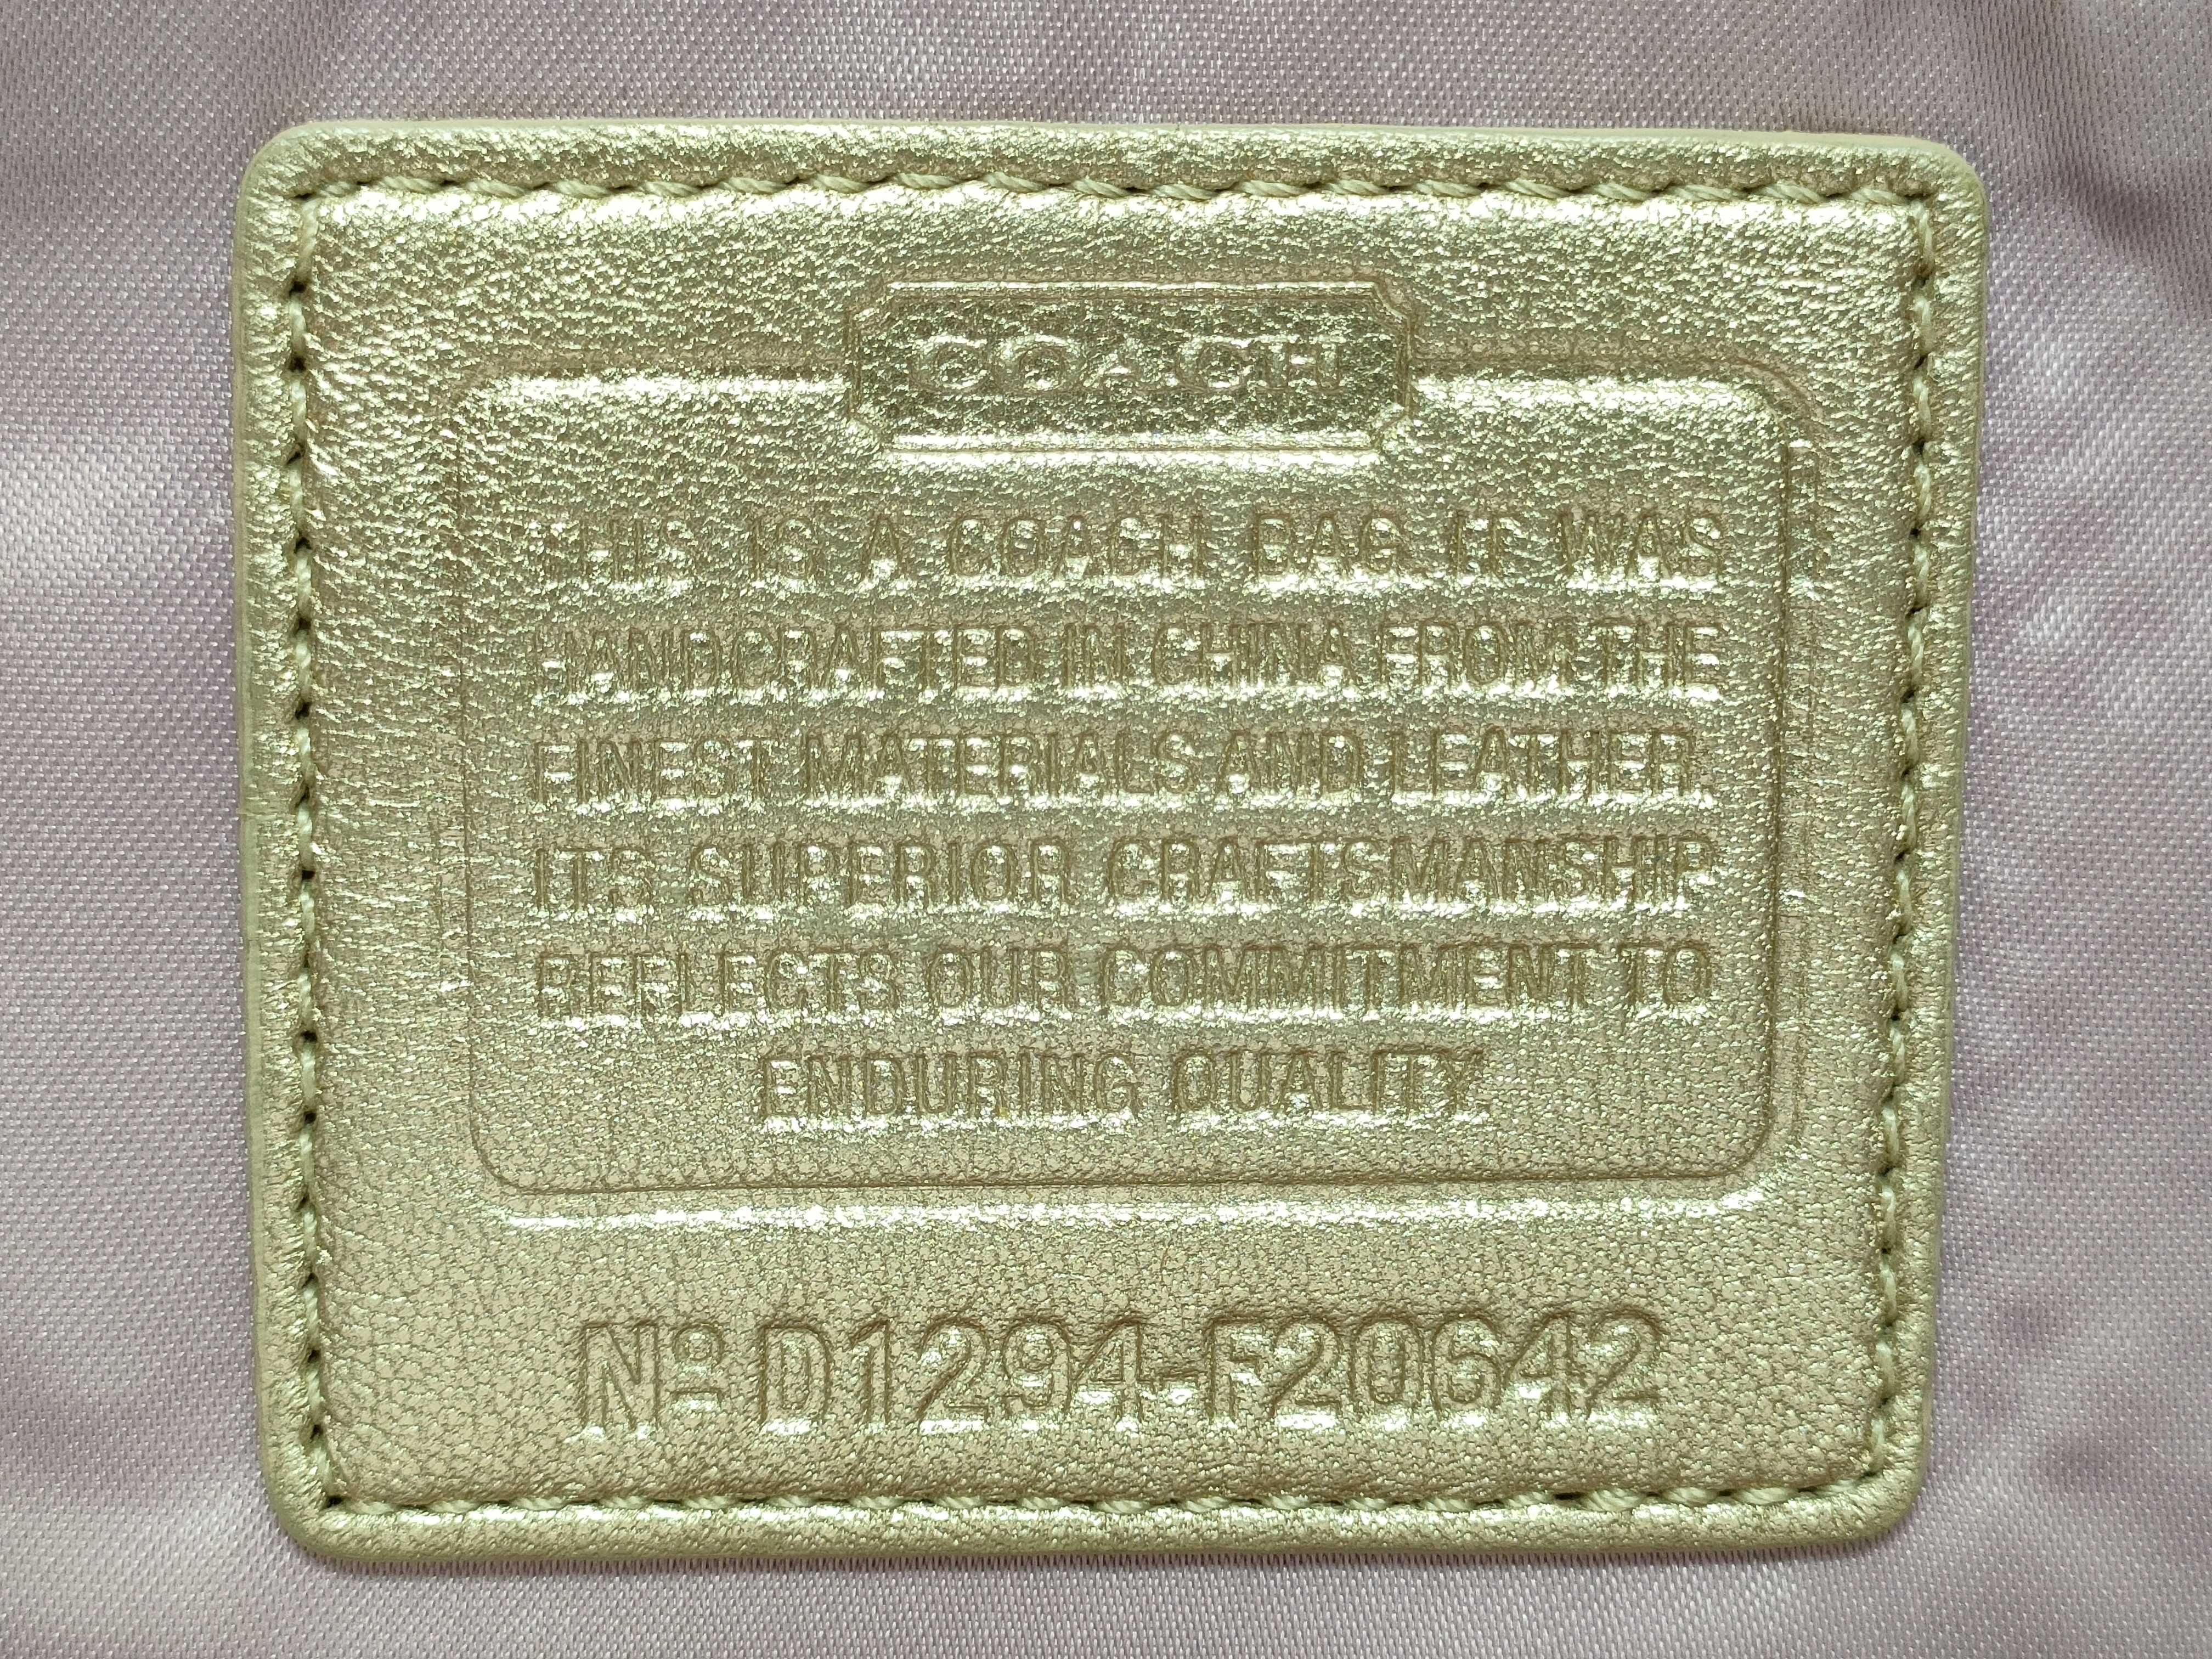 COACH
THIS IS A COACH BAG. IT WAS
HANDCRAFTED IN CHINA FROM THE
FINEST MATERIALS AND LEATHER.
ITS SUPERIOR CRAFTSMANSHIP
REFLECTS OUR COMMITMENT TO
ENDURING QUALITY.
Nº D1294-F20642